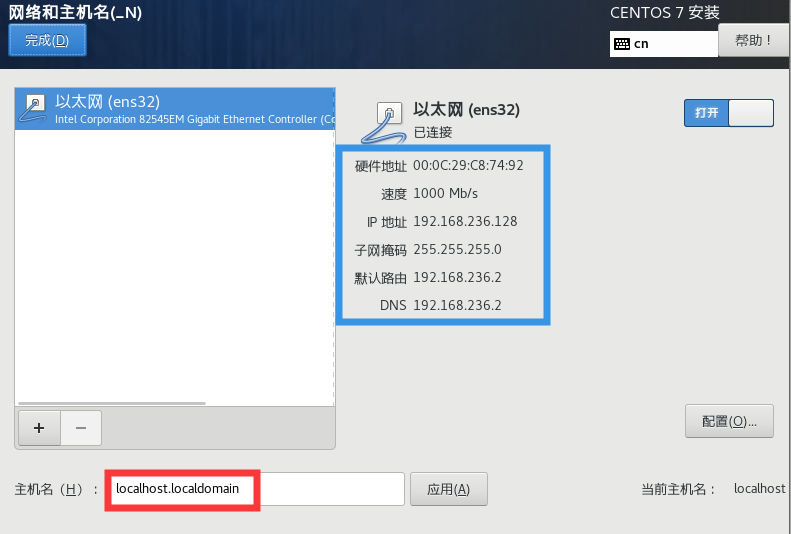 网络和主机名(_N)
CENTOS 7 安装
完成(D)
cn
帮助！
以太网 (ens32)
Intel Corporation 82545EM Gigabit Ethernet Controller (Co
以太网 (ens32)
已连接
打开
硬件地址 00:0C:29:C8:74:92
速度 1000 Mb/s
IP 地址 192.168.236.128
子网掩码 255.255.255.0
默认路由 192.168.236.2
DNS 192.168.236.2
+ −
配置(O)...
主机名（H）： localhost.localdomain 应用(A) 当前主机名： localhost